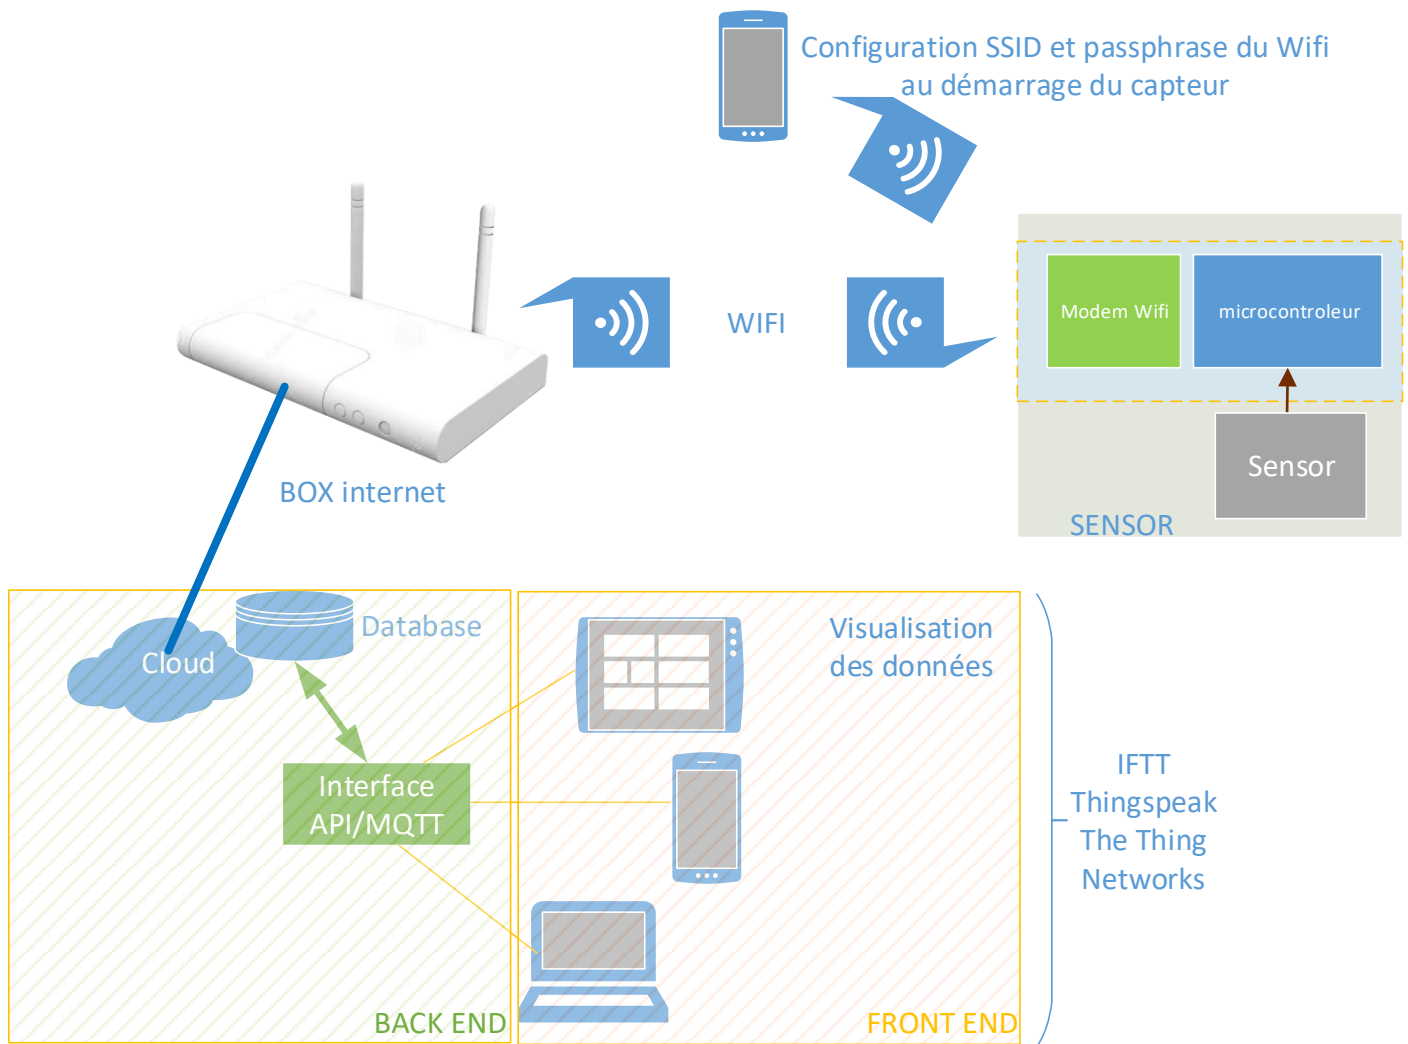 Configuration SSID et passphrase du Wifi
au démarrage du capteur
WIFI
Modem Wifi
microcontroleur
Sensor
SENSOR
BOX internet
Database
Cloud
Interface
API/MQTT
BACK END
Visualisation
des données
FRONT END
IFTT
Thingspeak
The Thing
Networks